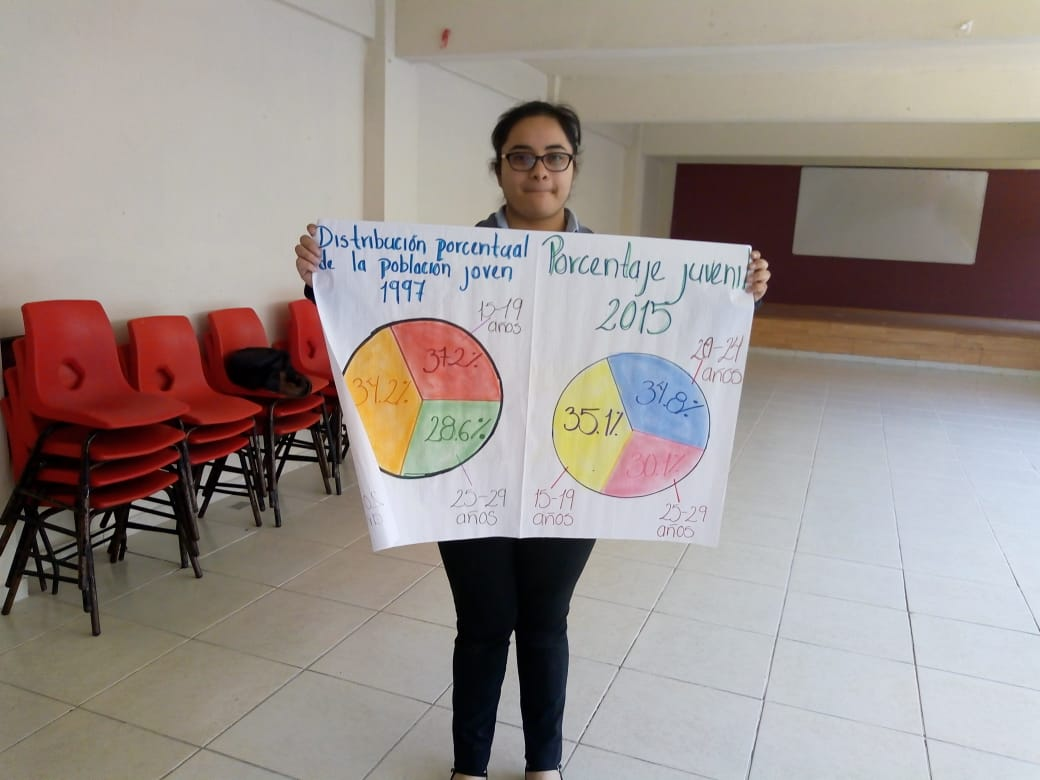 Distribución porcentual
de la población joven
1997
15-19
años
37.2%
34.2%
28.6%
25-29
años
Porcentaje juvenil
2015
20-24
años
34.8%
35.1%
30.1%
15-19
años
25-29
años